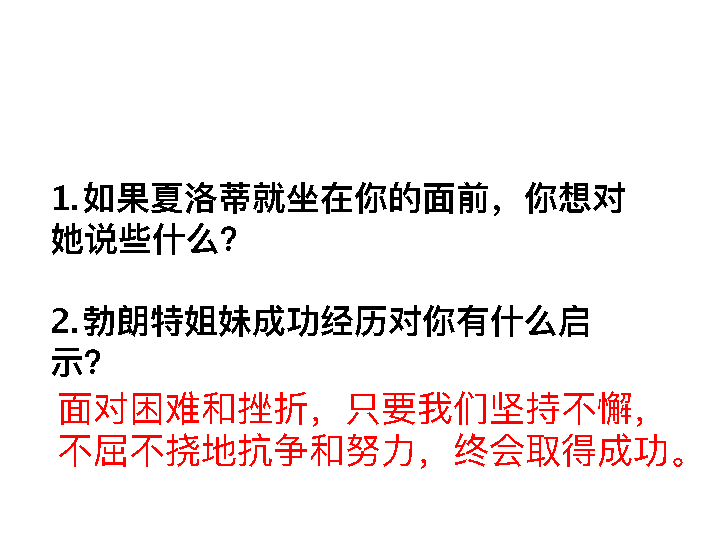 1.如果夏洛蒂就坐在你的面前，你想对
她说些什么?
2.勃朗特姐妹成功经历对你有什么启
示?
面对困难和挫折，只要我们坚持不懈，
不屈不挠地抗争和努力，终会取得成功。